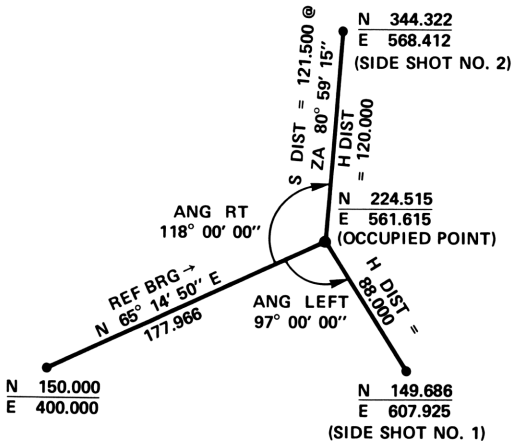 N 344.322
E 568.412
(SIDE SHOT NO. 2)
S DIST = 121.500 @
ZA 80° 59′ 15″
H DIST
= 120.000
N 224.515
E 561.615
(OCCUPIED POINT)
ANG RT
118° 00′ 00″
REF BRG →
N 65° 14′ 50″ E
177.966
ANG LEFT
97° 00′ 00″
H DIST =
88.000
N 150.000
E 400.000
N 149.686
E 607.925
(SIDE SHOT NO. 1)